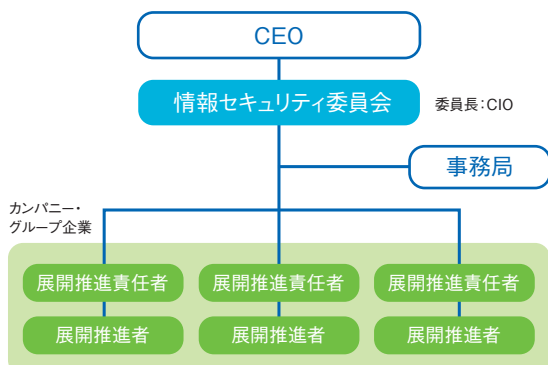 CEO
情報セキュリティ委員会
委員長:CIO
事務局
カンパニー・
グループ企業
展開推進責任者 展開推進責任者 展開推進責任者
展開推進者 展開推進者 展開推進者